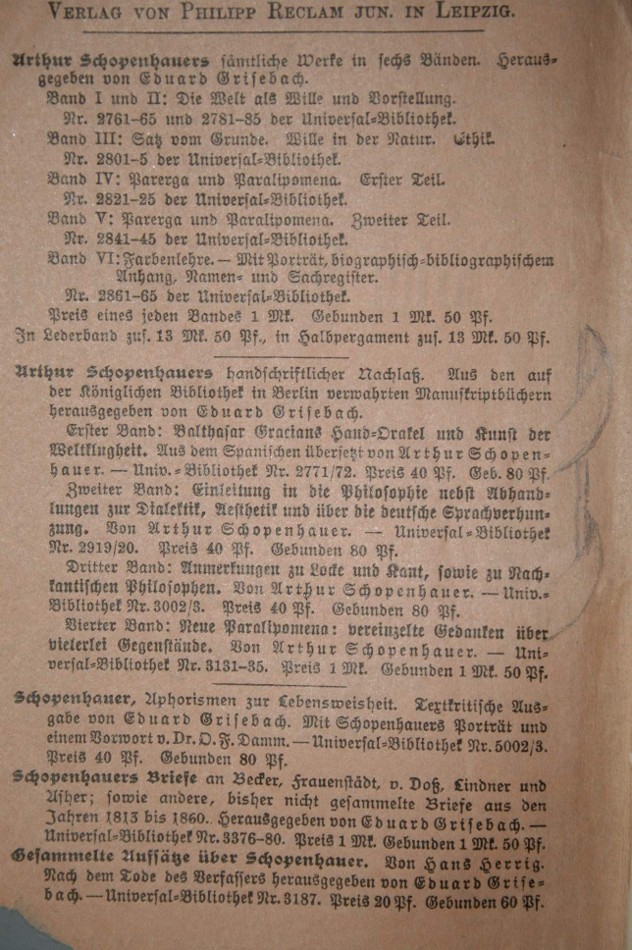 VERLAG VON PHILIPP RECLAM JUN. IN LEIPZIG.
Arthur Schopenhauers sämtliche Werke in sechs Bänden. Heraus-
gegeben von Eduard Grisebach.
Band I und II: Die Welt als Wille und Vorstellung.
Nr. 2761–65 und 2781–85 der Universal-Bibliothek.
Band III: Satz vom Grunde. Wille in der Natur. Ethik.
Nr. 2801–5 der Universal-Bibliothek.
Band IV: Parerga und Paralipomena. Erster Teil.
Nr. 2821–25 der Universal-Bibliothek.
Band V: Parerga und Paralipomena. Zweiter Teil.
Nr. 2841–45 der Universal-Bibliothek.
Band VI: Farbenlehre. — Mit Porträt, biographisch-bibliographischem
Anhang, Namen- und Sachregister.
Nr. 2861–65 der Universal-Bibliothek.
Preis eines jeden Bandes 1 Mk. Gebunden 1 Mk. 50 Pf.
In Lederband zus. 13 Mk. 50 Pf., in Halbpergament zus. 13 Mk. 50 Pf.
Arthur Schopenhauers handschriftlicher Nachlaß. Aus den auf
der Königlichen Bibliothek in Berlin verwahrten Manuskriptbüchern
herausgegeben von Eduard Grisebach.
Erster Band: Balthasar Gracians Hand-Orakel und Kunst der
Weltklugheit. Aus dem Spanischen übersetzt von Arthur Schopen-
hauer. — Univ.-Bibliothek Nr. 2771/72. Preis 40 Pf. Geb. 80 Pf.
Zweiter Band: Einleitung in die Philosophie nebst Abhand-
lungen zur Dialektik, Aesthetik und über die deutsche Sprachverhun-
zung. Von Arthur Schopenhauer. — Universal-Bibliothek
Nr. 2919/20. Preis 40 Pf. Gebunden 80 Pf.
Dritter Band: Anmerkungen zu Locke und Kant, sowie zu Nach-
kantischen Philosophen. Von Arthur Schopenhauer. — Univ.-
Bibliothek Nr. 3002/3. Preis 40 Pf. Gebunden 80 Pf.
Vierter Band: Neue Paralipomena: vereinzelte Gedanken über
vielerlei Gegenstände. Von Arthur Schopenhauer. — Uni-
versal-Bibliothek Nr. 3131–35. Preis 1 Mk. Gebunden 1 Mk. 50 Pf.
Schopenhauer, Aphorismen zur Lebensweisheit. Textkritische Aus-
gabe von Eduard Grisebach. Mit Schopenhauers Porträt und
einem Vorwort v. Dr. O. F. Damm. — Universal-Bibliothek Nr. 5002/3.
Preis 40 Pf. Gebunden 80 Pf.
Schopenhauers Briefe an Becker, Frauenstädt, v. Doß, Lindner und
Asher; sowie andere, bisher nicht gesammelte Briefe aus den
Jahren 1813 bis 1860. Herausgegeben von Eduard Grisebach. —
Universal-Bibliothek Nr. 3376–80. Preis 1 Mk. Gebunden 1 Mk. 50 Pf.
Gesammelte Aufsätze über Schopenhauer. Von Hans Herrig.
Nach dem Tode des Verfassers herausgegeben von Eduard Grise-
bach. — Universal-Bibliothek Nr. 3187. Preis 20 Pf. Gebunden 60 Pf.